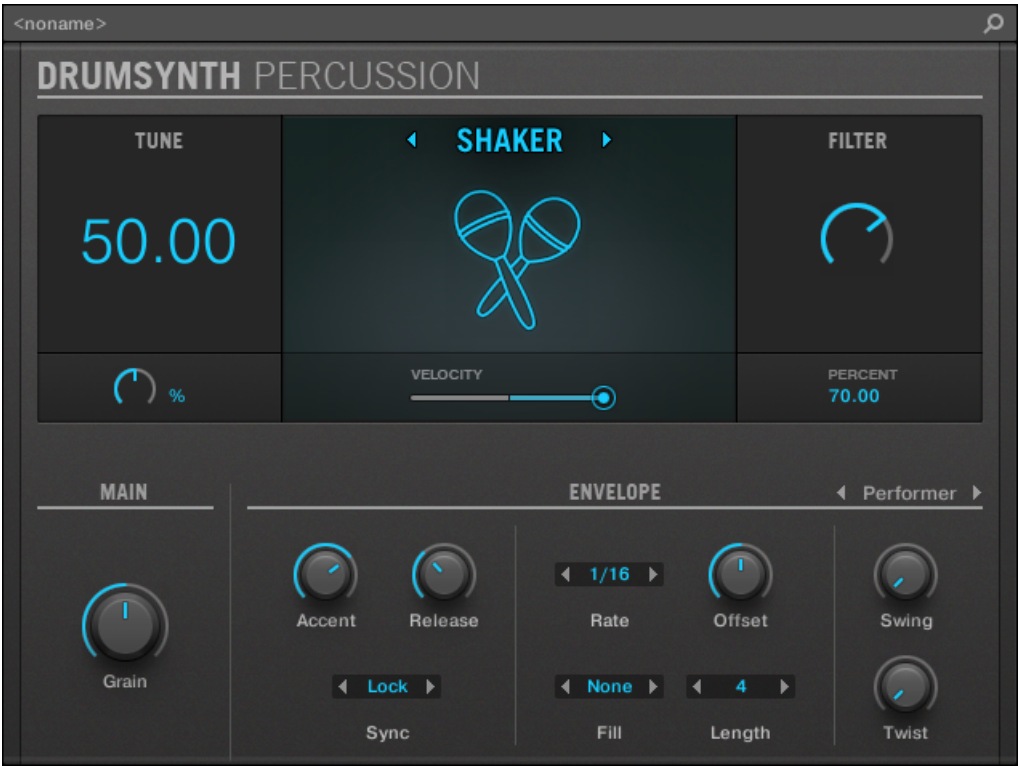 <noname>
DRUMSYNTH PERCUSSION
TUNE
SHAKER
FILTER
50.00
%
VELOCITY
PERCENT
70.00
MAIN
ENVELOPE
Performer
Accent
Release
1/16
Rate
Offset
Swing
Grain
Lock
Sync
None
Fill
4
Length
Twist